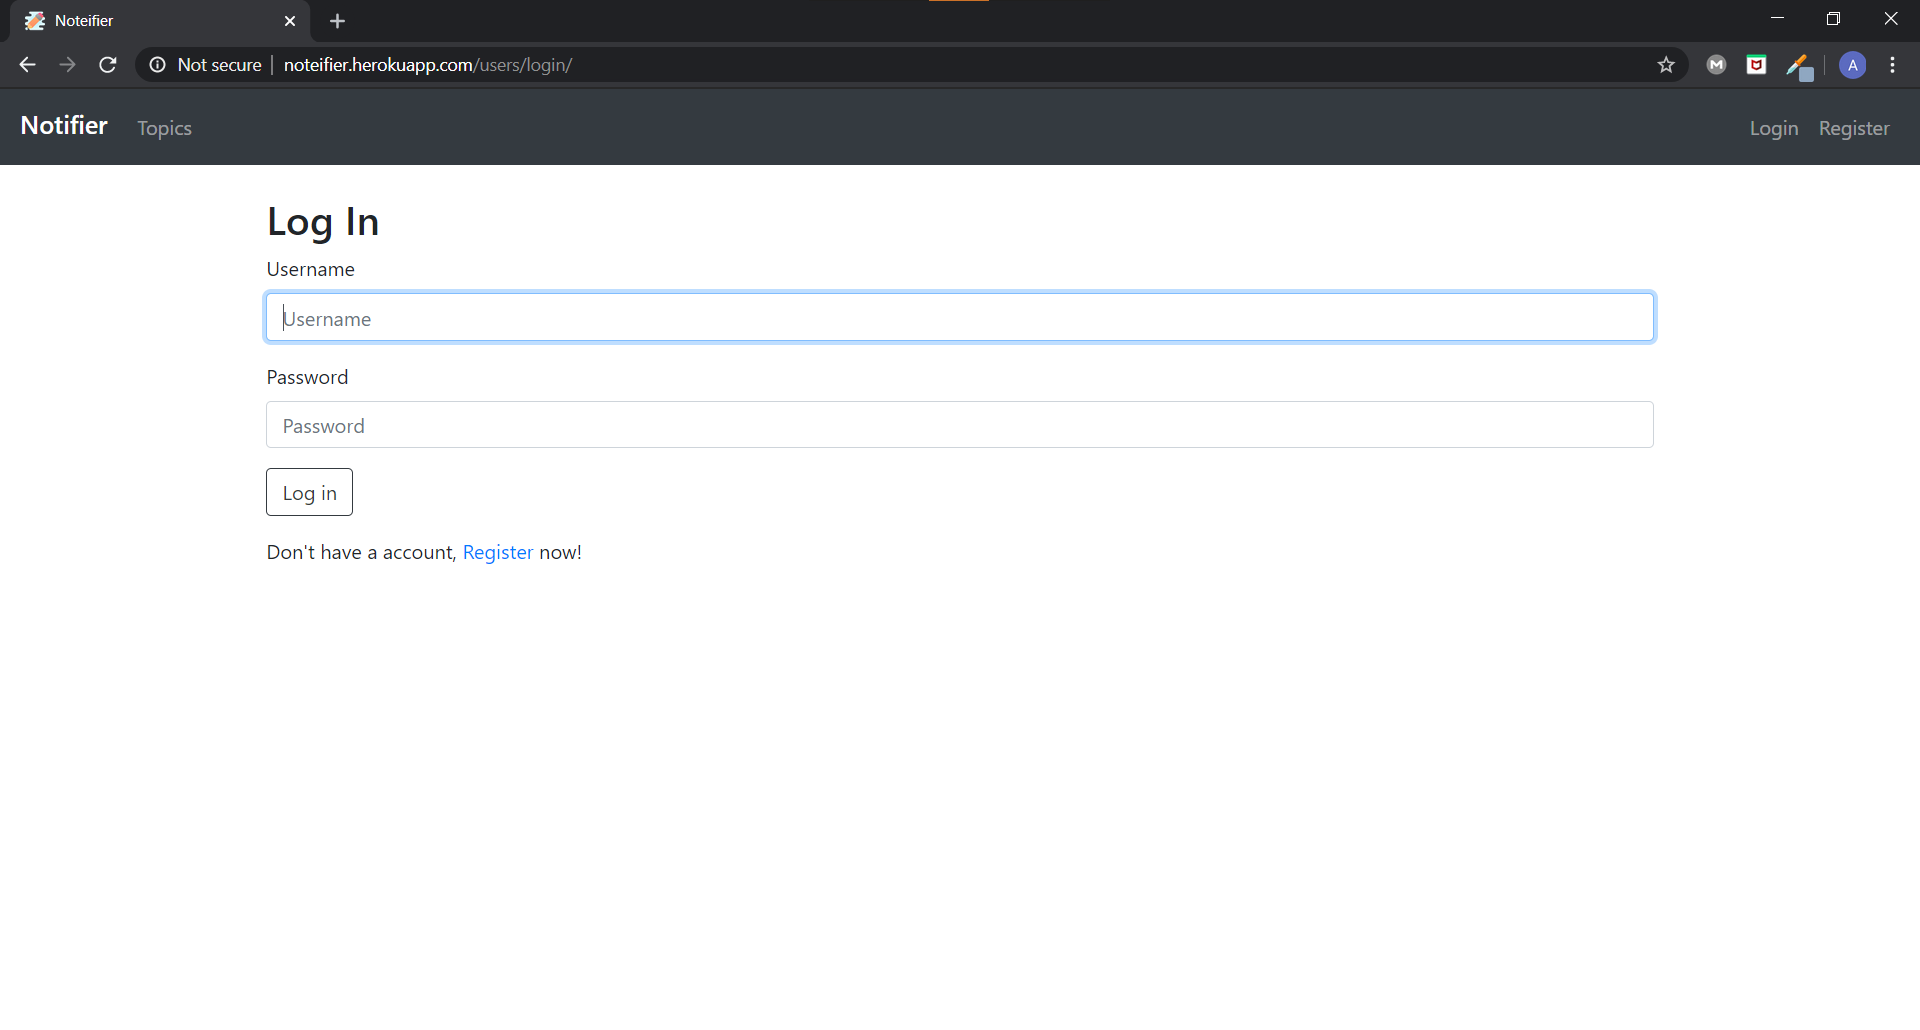 Noteifier
Not secure noteifier.herokuapp.com/users/login/ M A
Notifier Topics Login Register
Log In
Username
Username
Password
Password
Log in
Don't have a account, Register now!